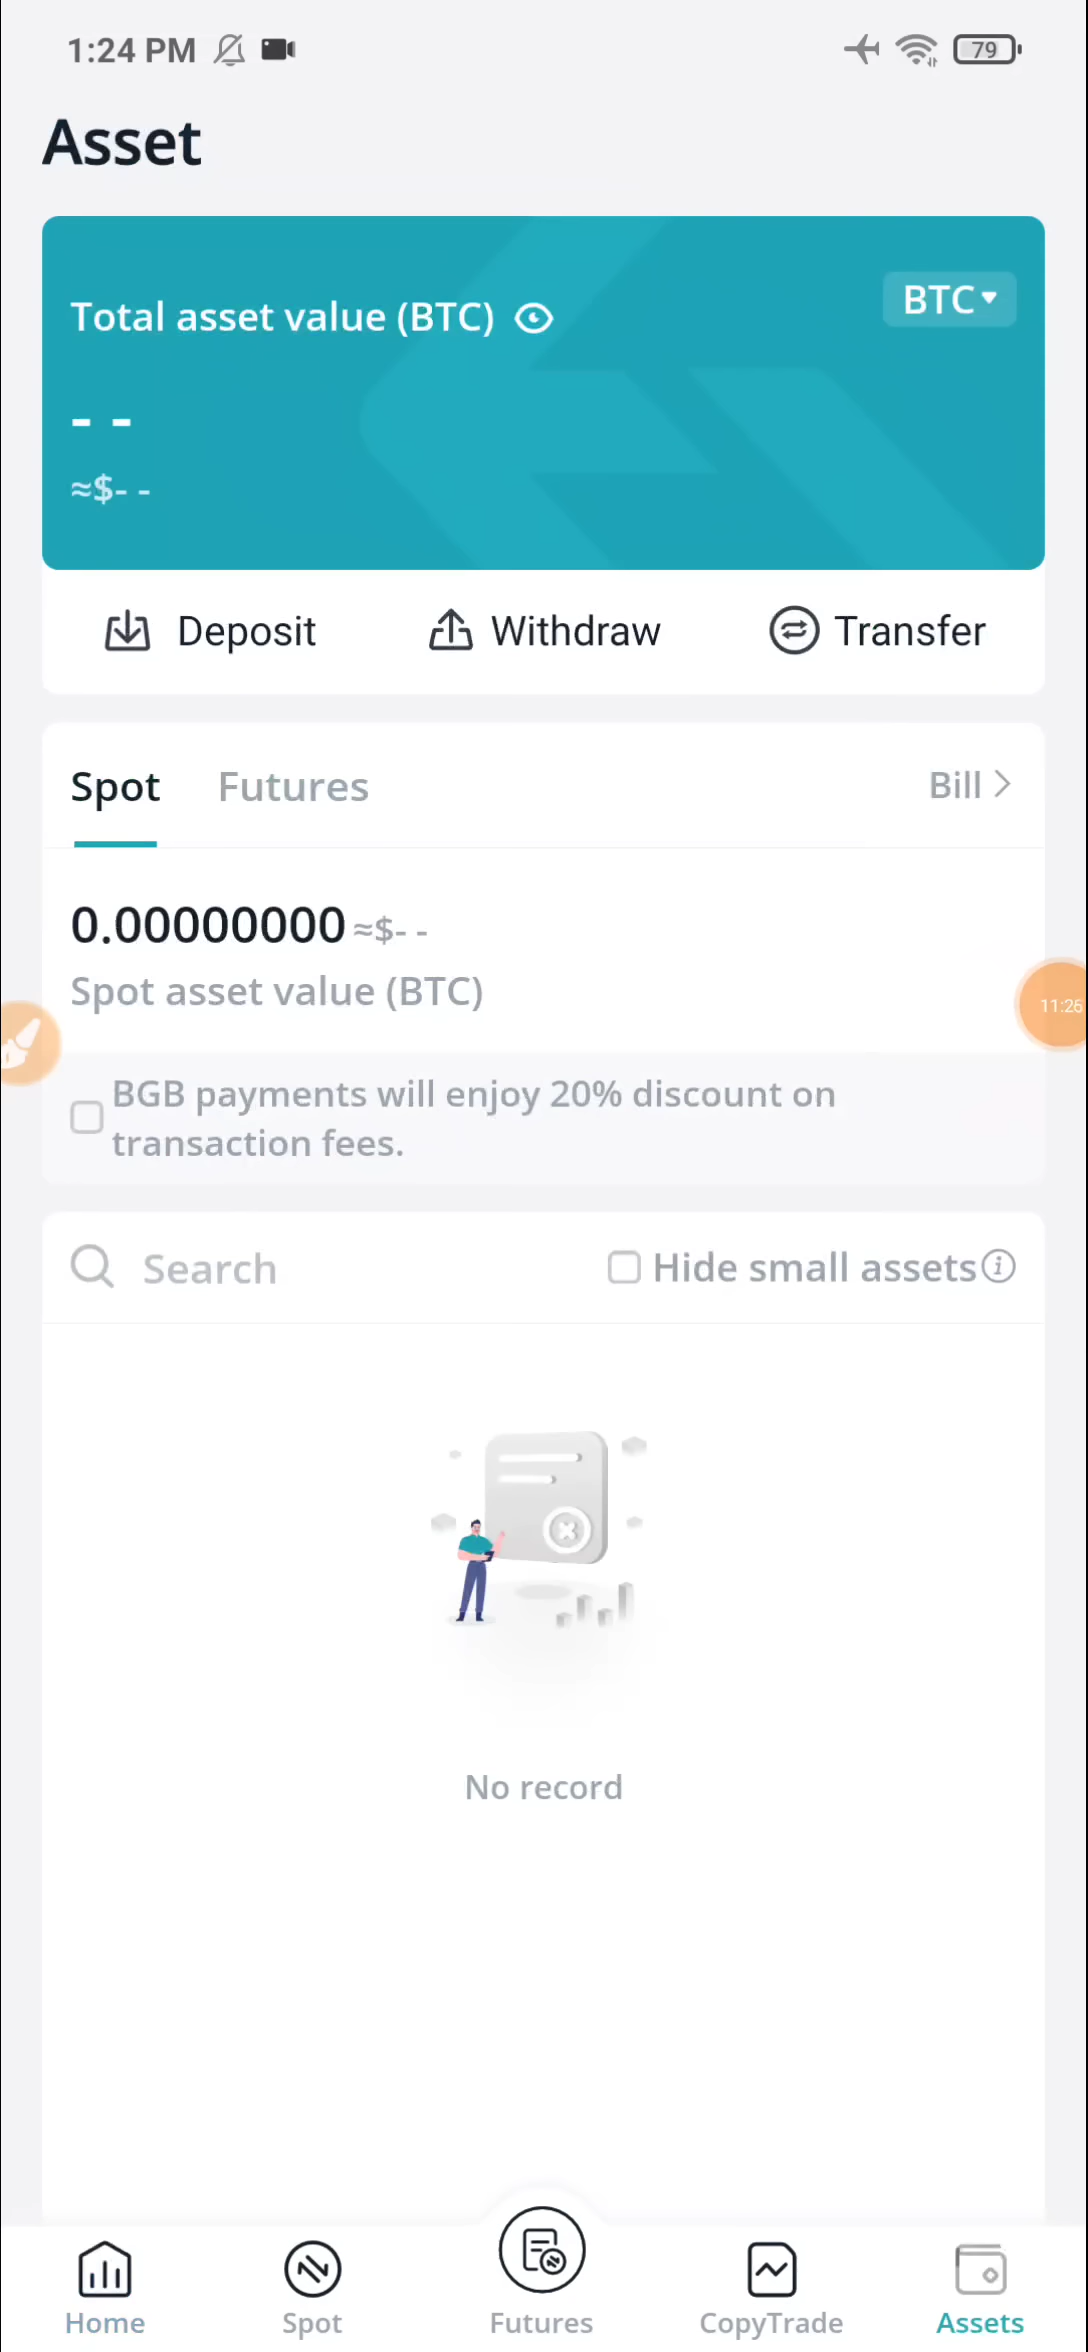 1:24 PM
79
Asset
Total asset value (BTC)
BTC
- -
≈$- -
Deposit
Withdraw
Transfer
Spot
Futures
Bill
0.00000000 ≈$- -
Spot asset value (BTC)
11:26
BGB payments will enjoy 20% discount on
transaction fees.
Search
Hide small assets
No record
Home
Spot
Futures
CopyTrade
Assets